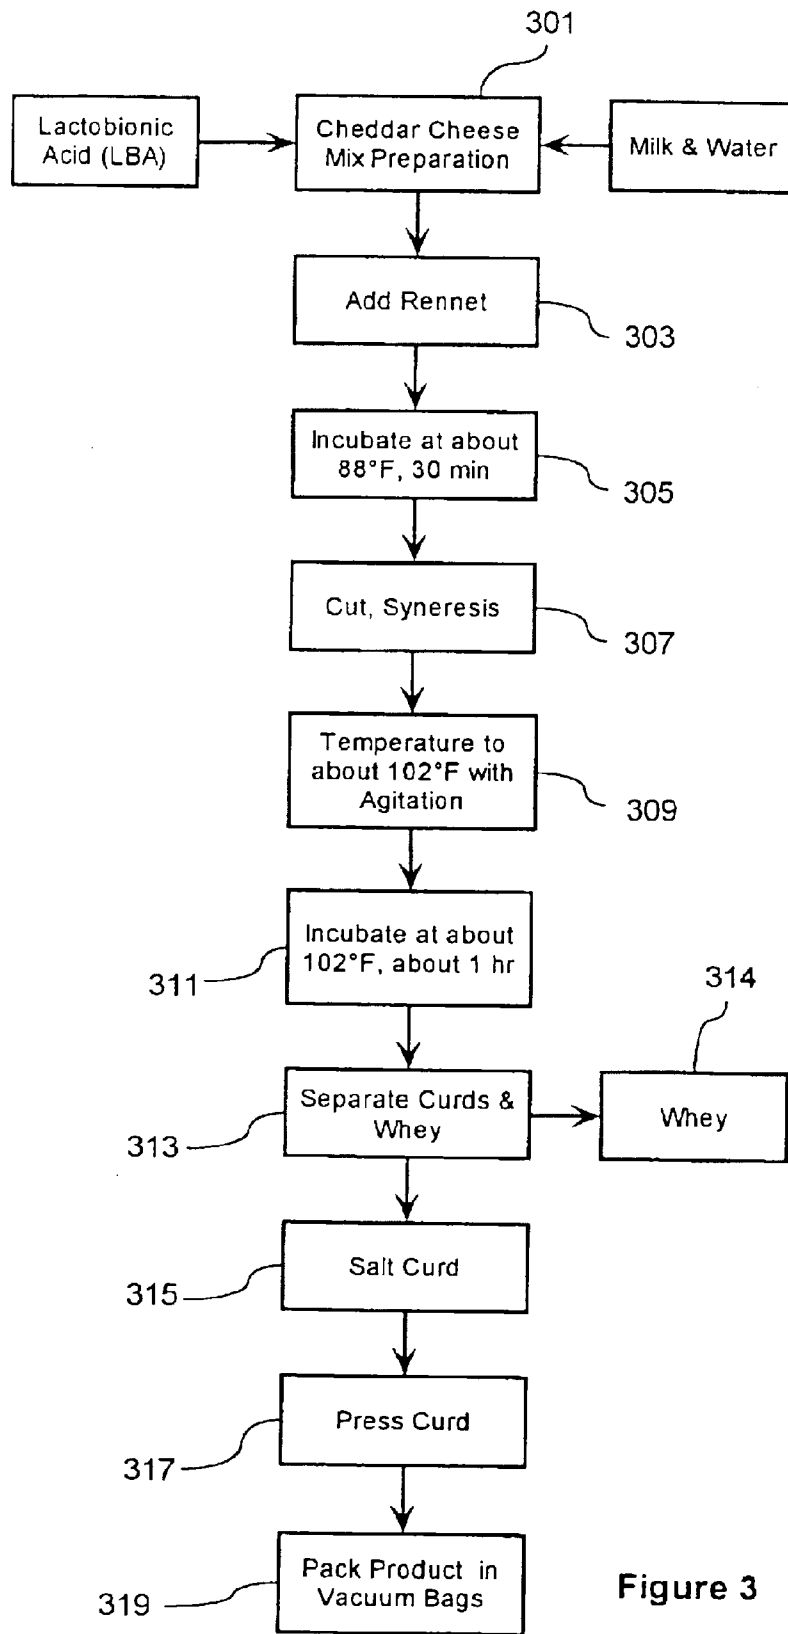 301
Lactobionic
Acid (LBA)
Cheddar Cheese
Mix Preparation
Milk & Water
Add Rennet
303
Incubate at about
88°F, 30 min
305
Cut, Syneresis
307
Temperature to
about 102°F with
Agitation
309
Incubate at about
102°F, about 1 hr
311
314
Separate Curds &
Whey
313
Whey
Salt Curd
315
Press Curd
317
Pack Product in
Vacuum Bags
319
Figure 3